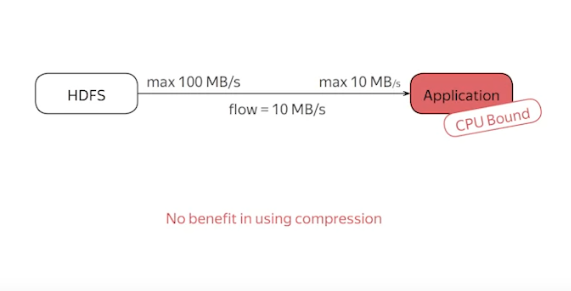 HDFS
max 100 MB/s
max 10 MB/s
flow = 10 MB/s
Application
CPU Bound
No benefit in using compression